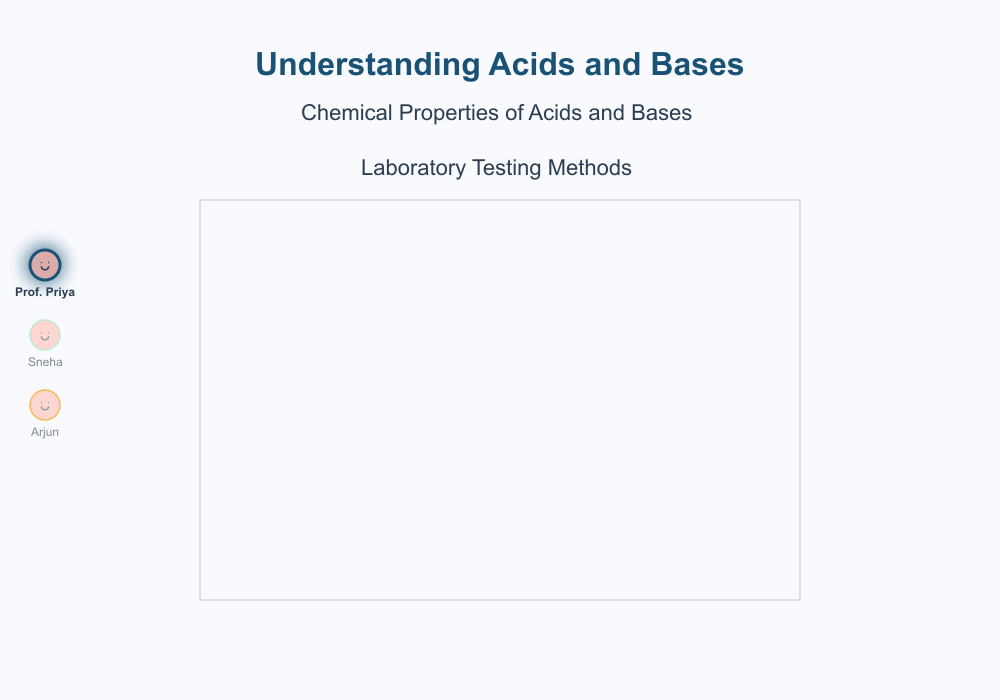 Understanding Acids and Bases
Chemical Properties of Acids and Bases
Laboratory Testing Methods
Prof. Priya
Sneha
Arjun